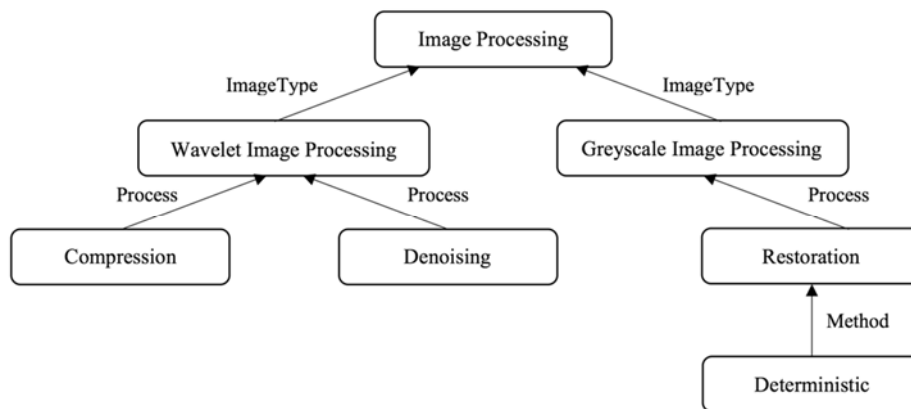 Image Processing
ImageType
ImageType
Wavelet Image Processing
Greyscale Image Processing
Process
Process
Process
Compression
Denoising
Restoration
Method
Deterministic